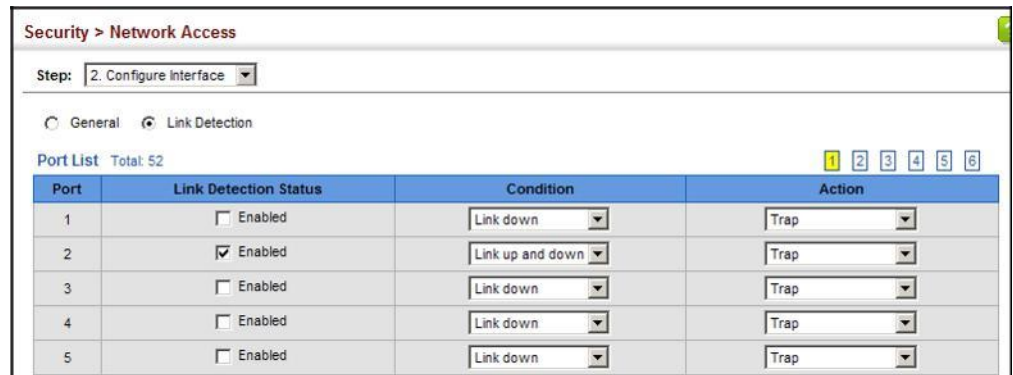 Security > Network Access
Step: 2. Configure Interface
General Link Detection
Port List Total: 52 1 2 3 4 5 6
Port Link Detection Status Condition Action
1 Enabled Link down Trap
2 Enabled Link up and down Trap
3 Enabled Link down Trap
4 Enabled Link down Trap
5 Enabled Link down Trap